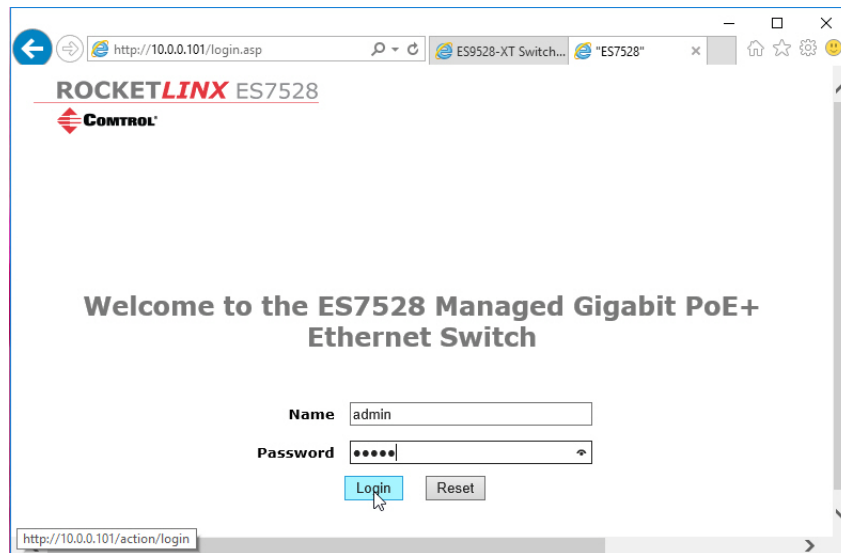 http://10.0.0.101/login.asp
ES9528-XT Switch...
"ES7528"
ROCKETLINX ES7528
COMTROL®
Welcome to the ES7528 Managed Gigabit PoE+
Ethernet Switch
Name admin
Password •••••
Login Reset
http://10.0.0.101/action/login